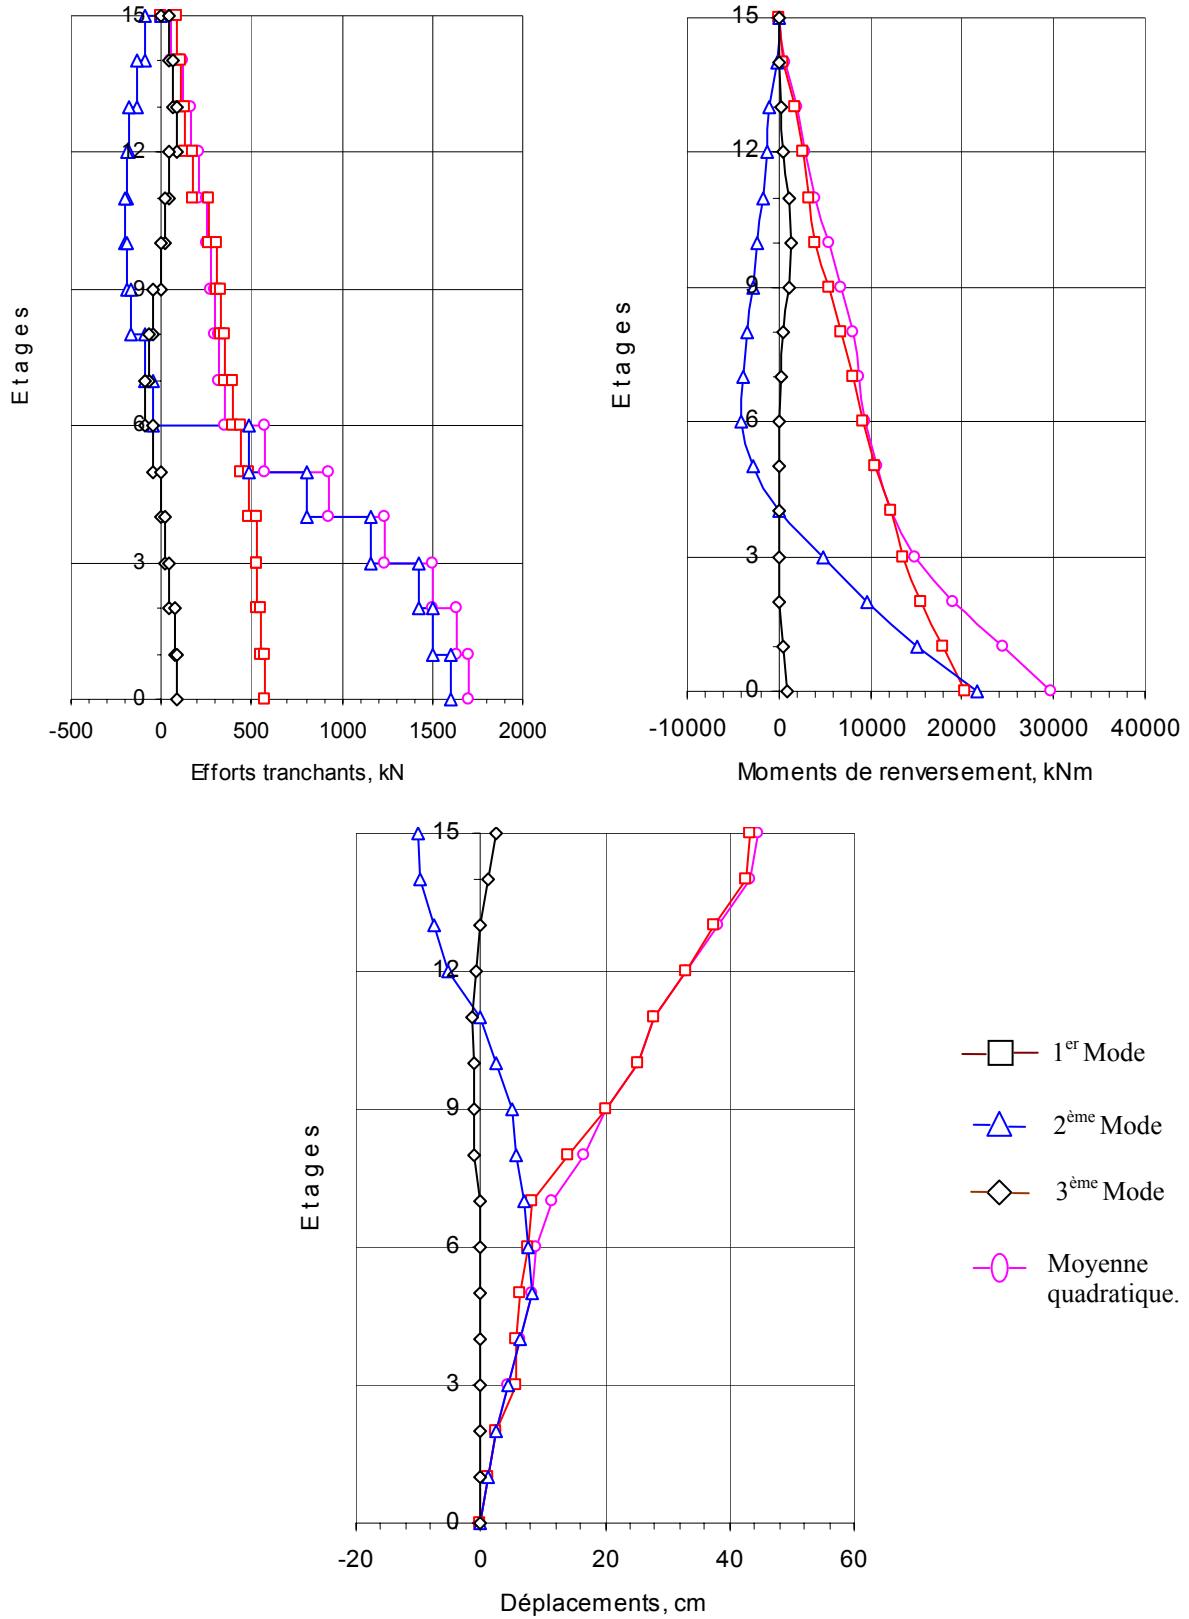 15
12
9
6
3
0
Etages
-500 0 500 1000 1500 2000
Efforts tranchants, kN
15
12
9
6
3
0
Etages
-10000 0 10000 20000 30000 40000
Moments de renversement, kNm
15
12
9
6
3
0
Etages
-20 0 20 40 60
Déplacements, cm
1er Mode
2ème Mode
3ème Mode
Moyenne
quadratique.